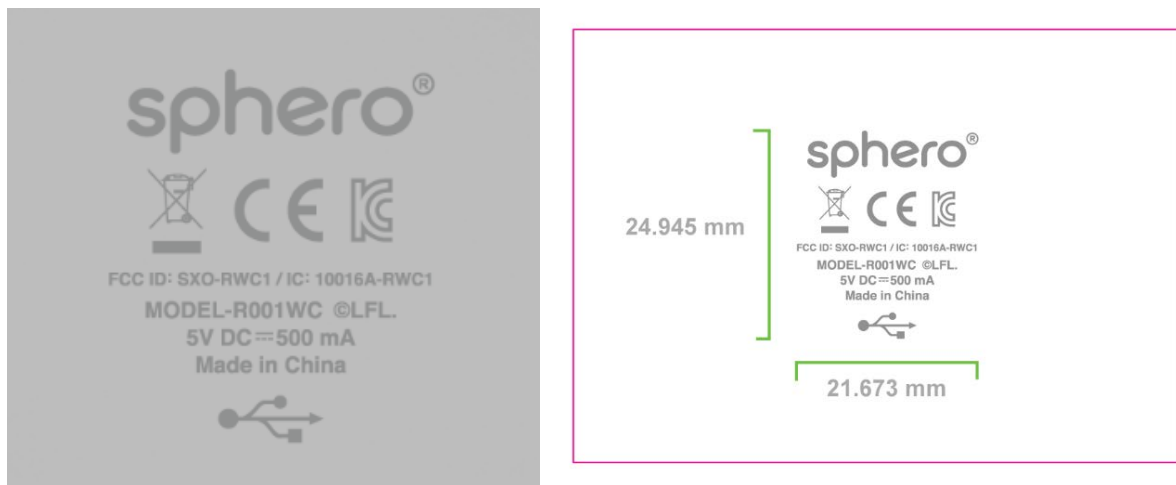 sphero®
CE
FCC ID: SXO-RWC1 / IC: 10016A-RWC1
MODEL-R001WC ©LFL.
5V DC⎓500 mA
Made in China
24.945 mm
sphero®
CE
FCC ID: SXO-RWC1 / IC: 10016A-RWC1
MODEL-R001WC ©LFL.
5V DC⎓500 mA
Made in China
21.673 mm